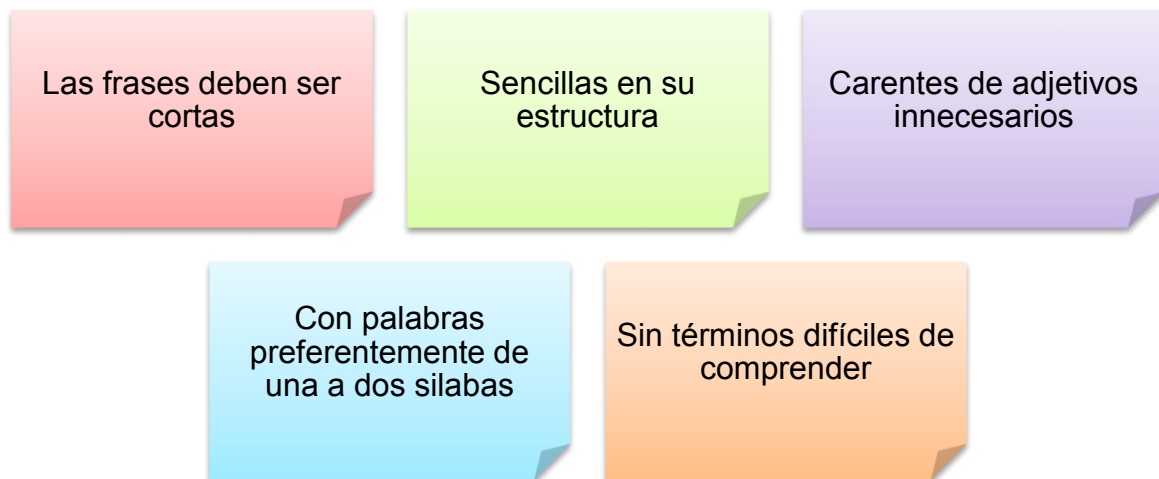 Las frases deben ser
cortas
Sencillas en su
estructura
Carentes de adjetivos
innecesarios
Con palabras
preferentemente de
una a dos silabas
Sin términos difíciles de
comprender